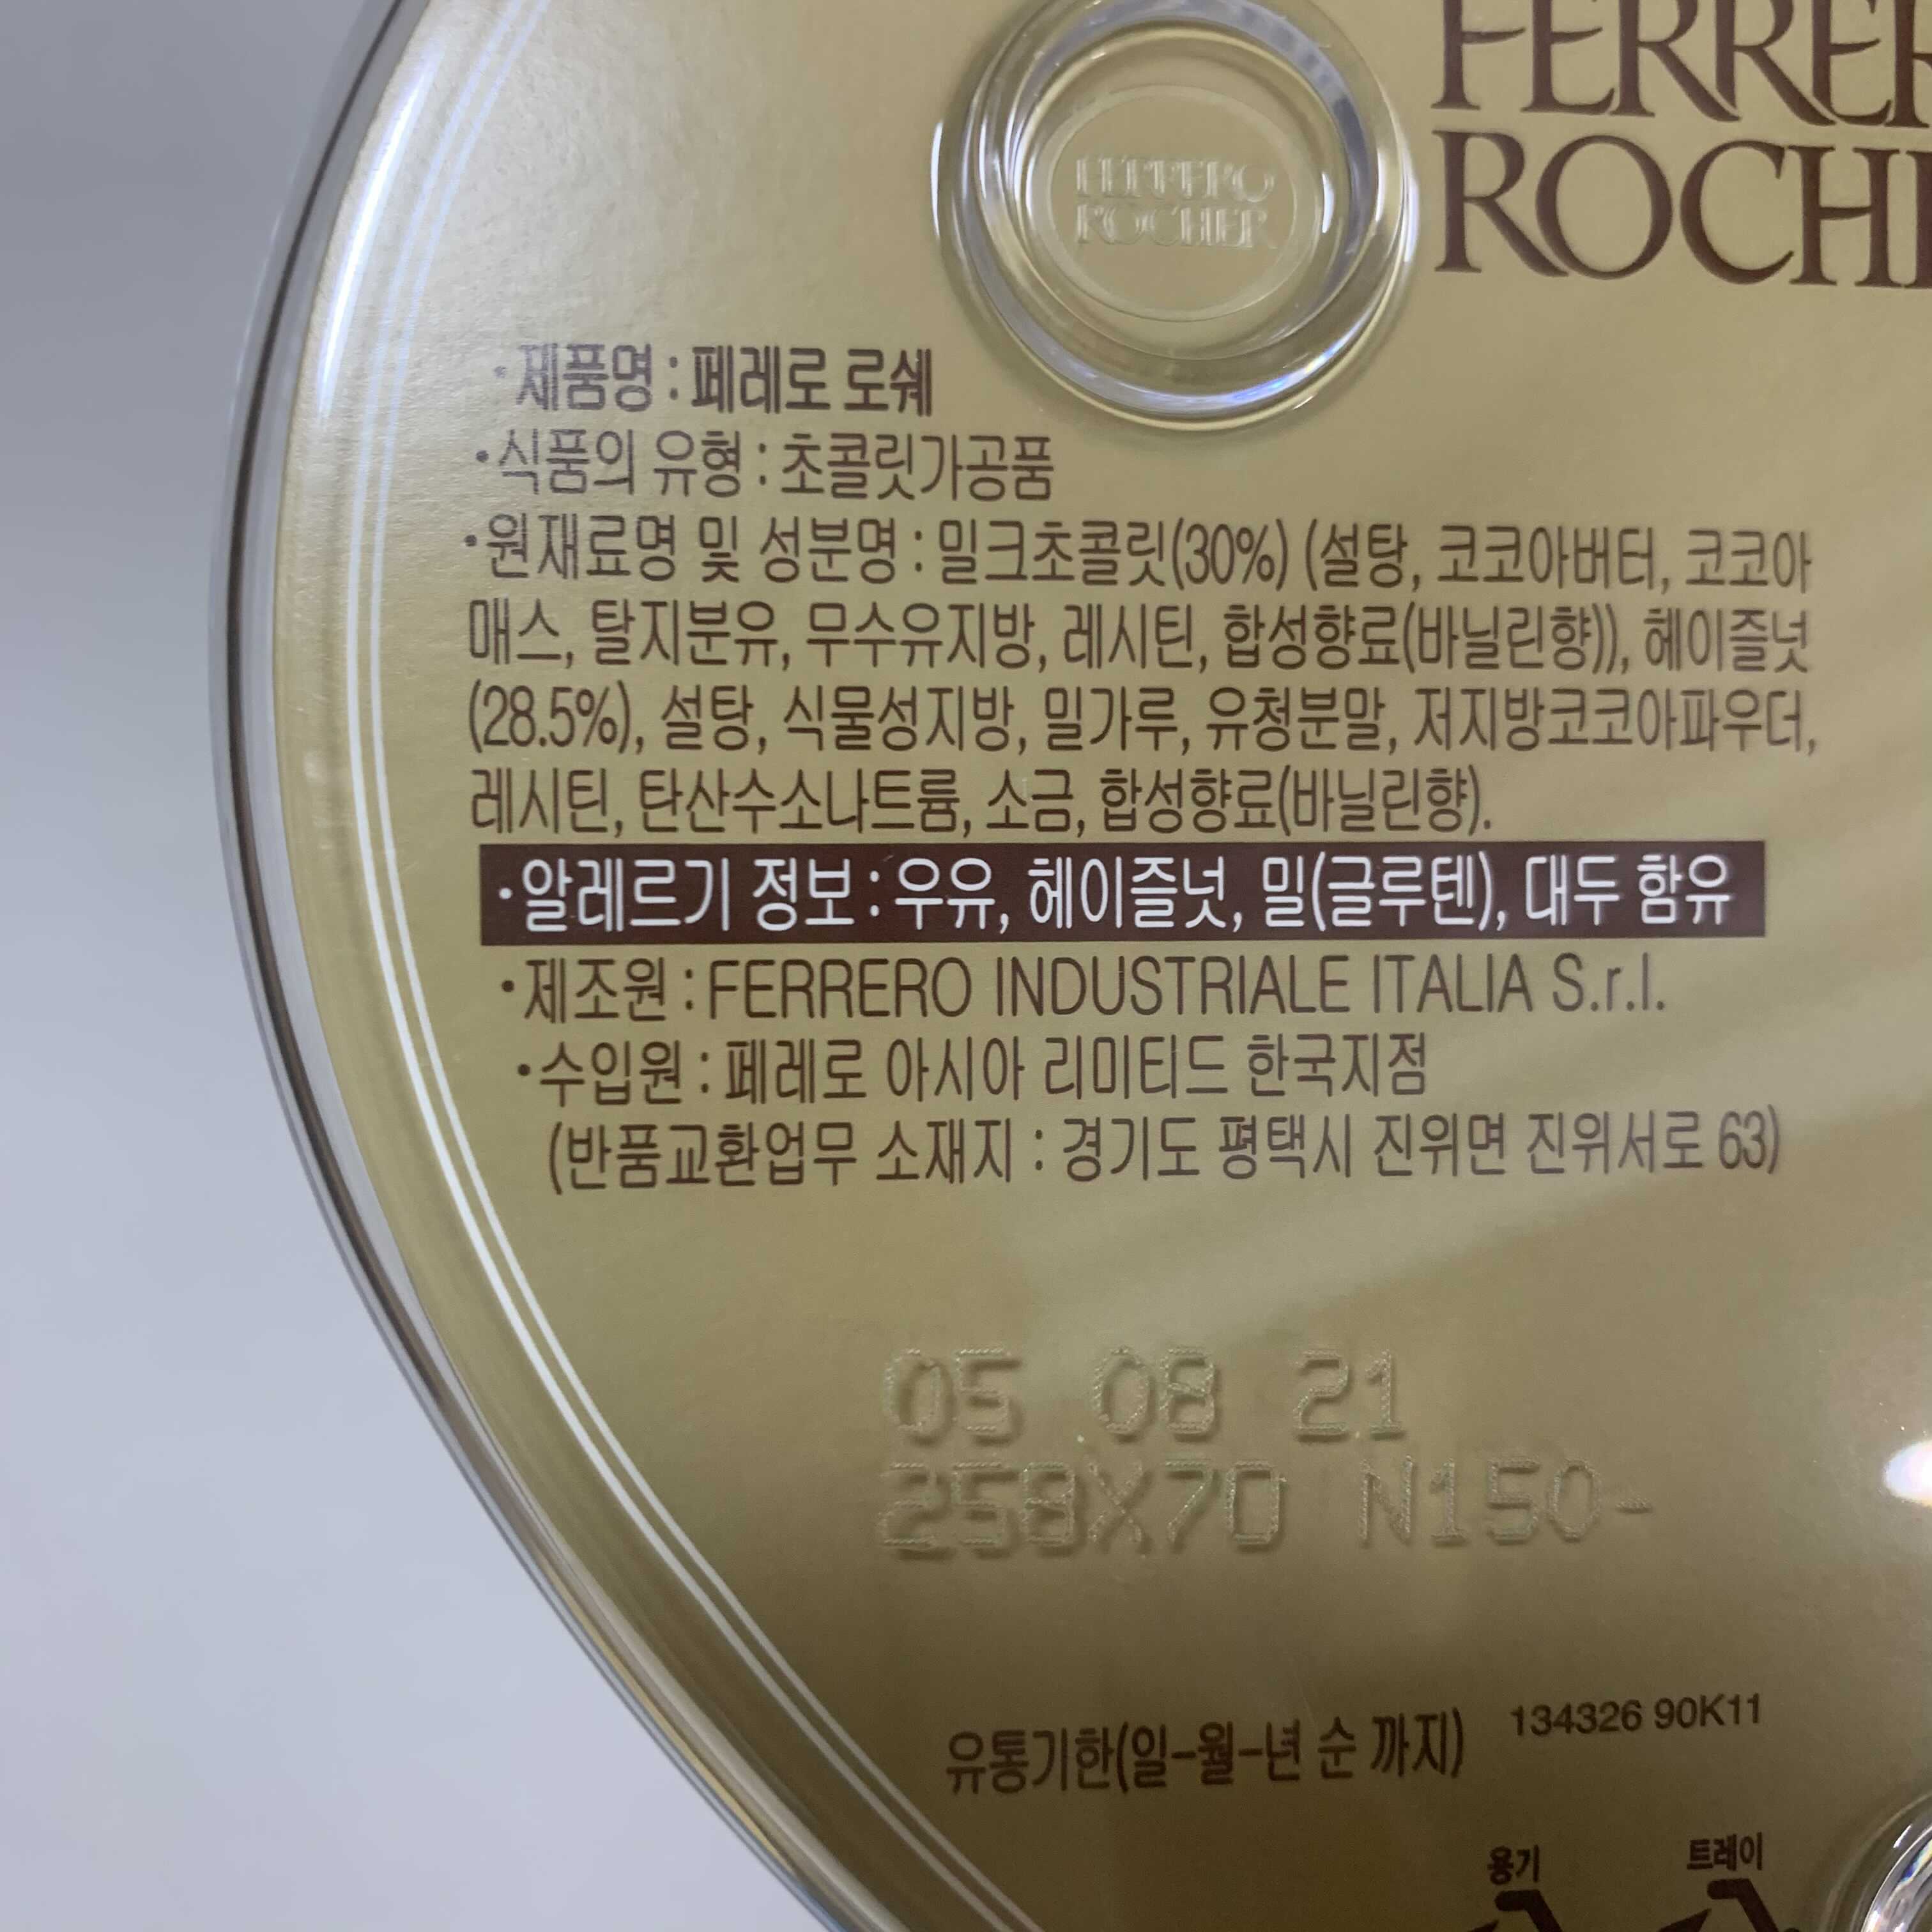 FERRER
ROCHE
FERRERO
ROCHER
·제품명 : 페레로 로쉐
·식품의 유형 : 초콜릿가공품
·원재료명 및 성분명 : 밀크초콜릿(30%) (설탕, 코코아버터, 코코아
매스, 탈지분유, 무수유지방, 레시틴, 합성향료(바닐린향)), 헤이즐넛
(28.5%), 설탕, 식물성지방, 밀가루, 유청분말, 저지방코코아파우더,
레시틴, 탄산수소나트륨, 소금, 합성향료(바닐린향).
·알레르기 정보 : 우유, 헤이즐넛, 밀(글루텐), 대두 함유
·제조원 : FERRERO INDUSTRIALE ITALIA S.r.l.
·수입원 : 페레로 아시아 리미티드 한국지점
(반품교환업무 소재지 : 경기도 평택시 진위면 진위서로 63)
05 08 21
258X70 N150-
유통기한(일-월-년 순 까지) 134326 90K11
용기 트레이